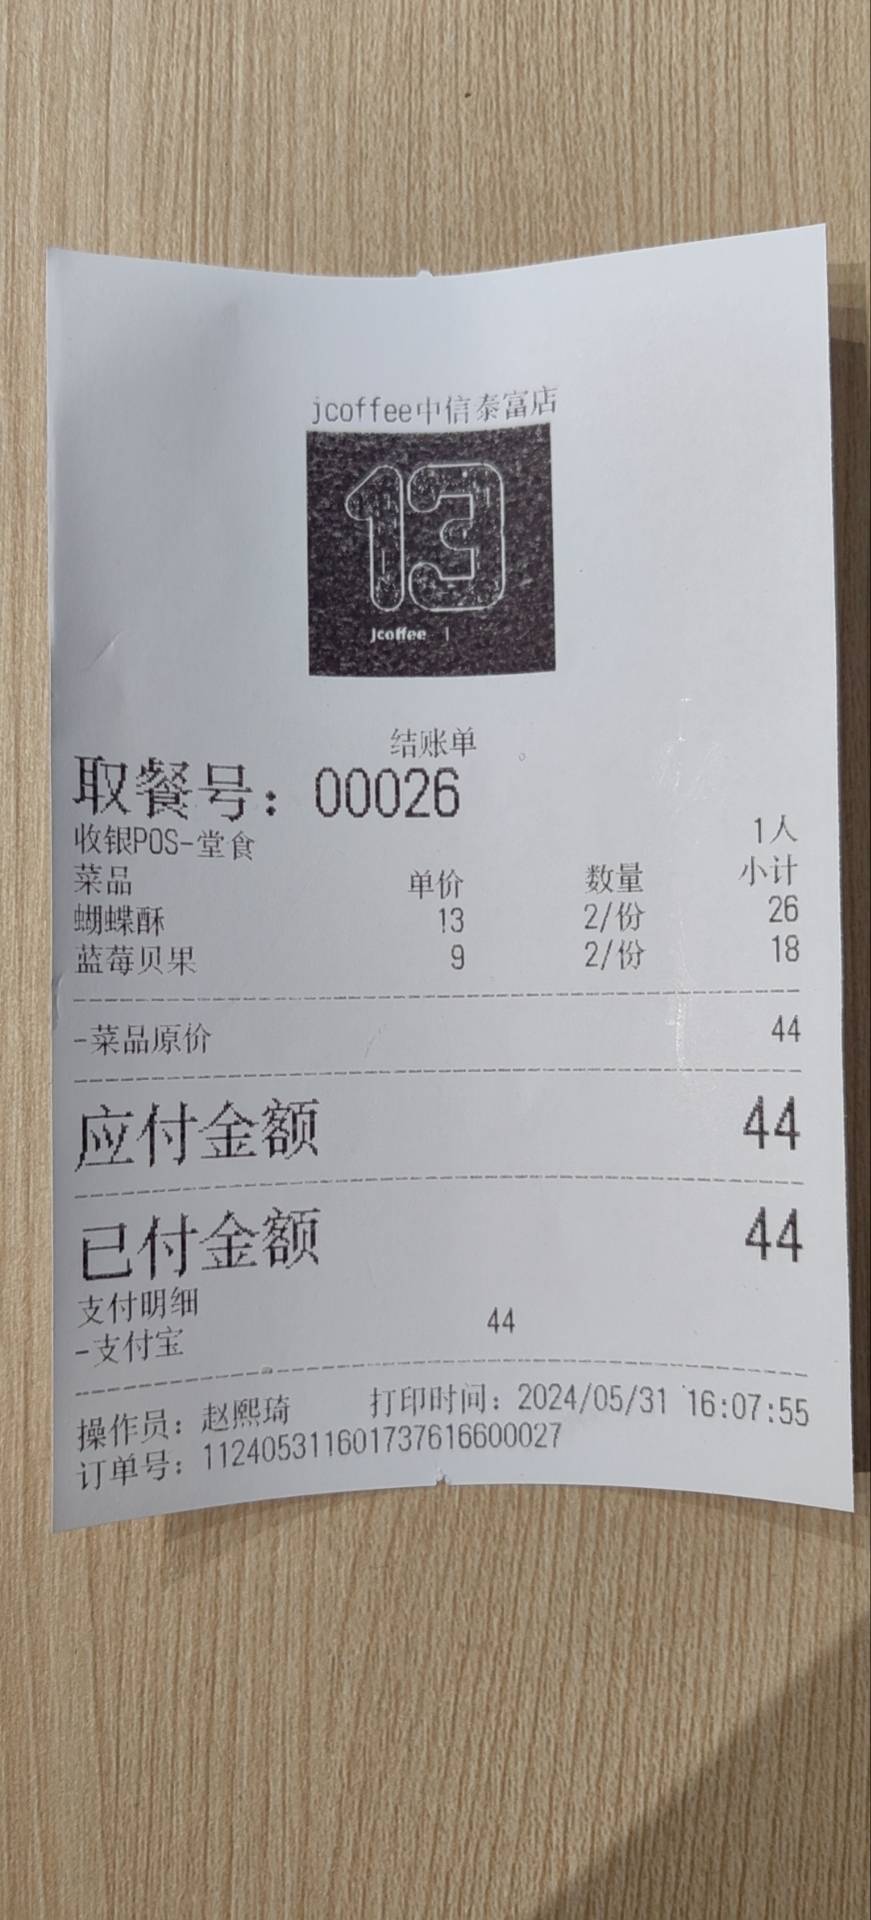 jcoffee中信泰富店
13
jcoffee
结账单
取餐号：00026
收银POS-堂食 1人
菜品 单价 数量 小计
蝴蝶酥 13 2/份 26
蓝莓贝果 9 2/份 18
-菜品原价 44
应付金额 44
已付金额 44
支付明细
-支付宝 44
操作员：赵熙琦 打印时间：2024/05/31 16:07:55
订单号：1124053116017376166000​27